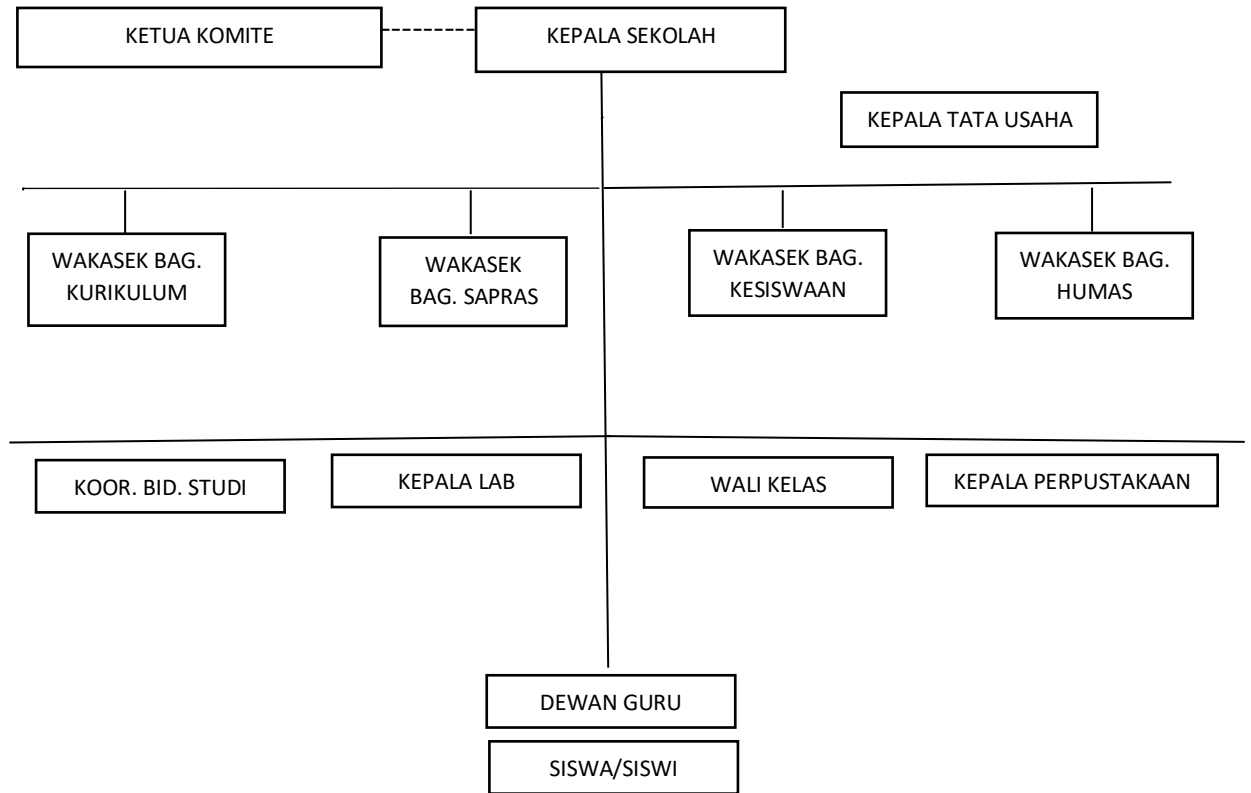 KETUA KOMITE
KEPALA SEKOLAH
KEPALA TATA USAHA
WAKASEK BAG.
KURIKULUM
WAKASEK
BAG. SAPRAS
WAKASEK BAG.
KESISWAAN
WAKASEK BAG.
HUMAS
KOOR. BID. STUDI
KEPALA LAB
WALI KELAS
KEPALA PERPUSTAKAAN
DEWAN GURU
SISWA/SISWI